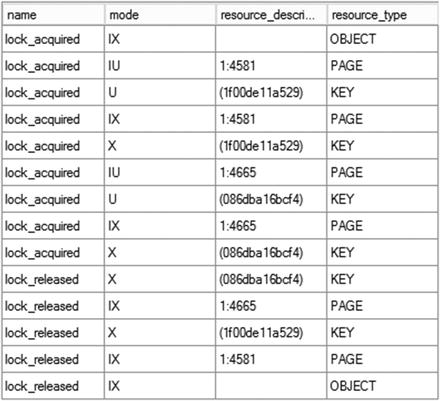 name mode resource_descri... resource_type
lock_acquired IX OBJECT
lock_acquired IU 1:4581 PAGE
lock_acquired U (1f00de11a529) KEY
lock_acquired IX 1:4581 PAGE
lock_acquired X (1f00de11a529) KEY
lock_acquired IU 1:4665 PAGE
lock_acquired U (086dba16bcf4) KEY
lock_acquired IX 1:4665 PAGE
lock_acquired X (086dba16bcf4) KEY
lock_released X (086dba16bcf4) KEY
lock_released IX 1:4665 PAGE
lock_released X (1f00de11a529) KEY
lock_released IX 1:4581 PAGE
lock_released IX OBJECT